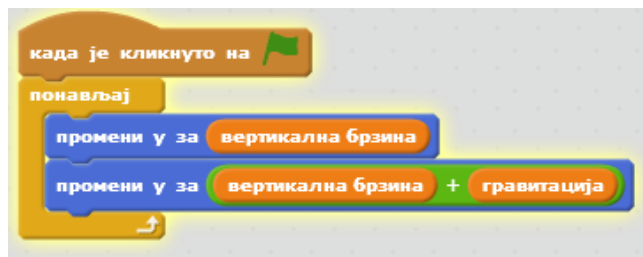 када је кликнуто на
понављај
промени у за вертикална брзина
промени у за вертикална брзина + гравитација